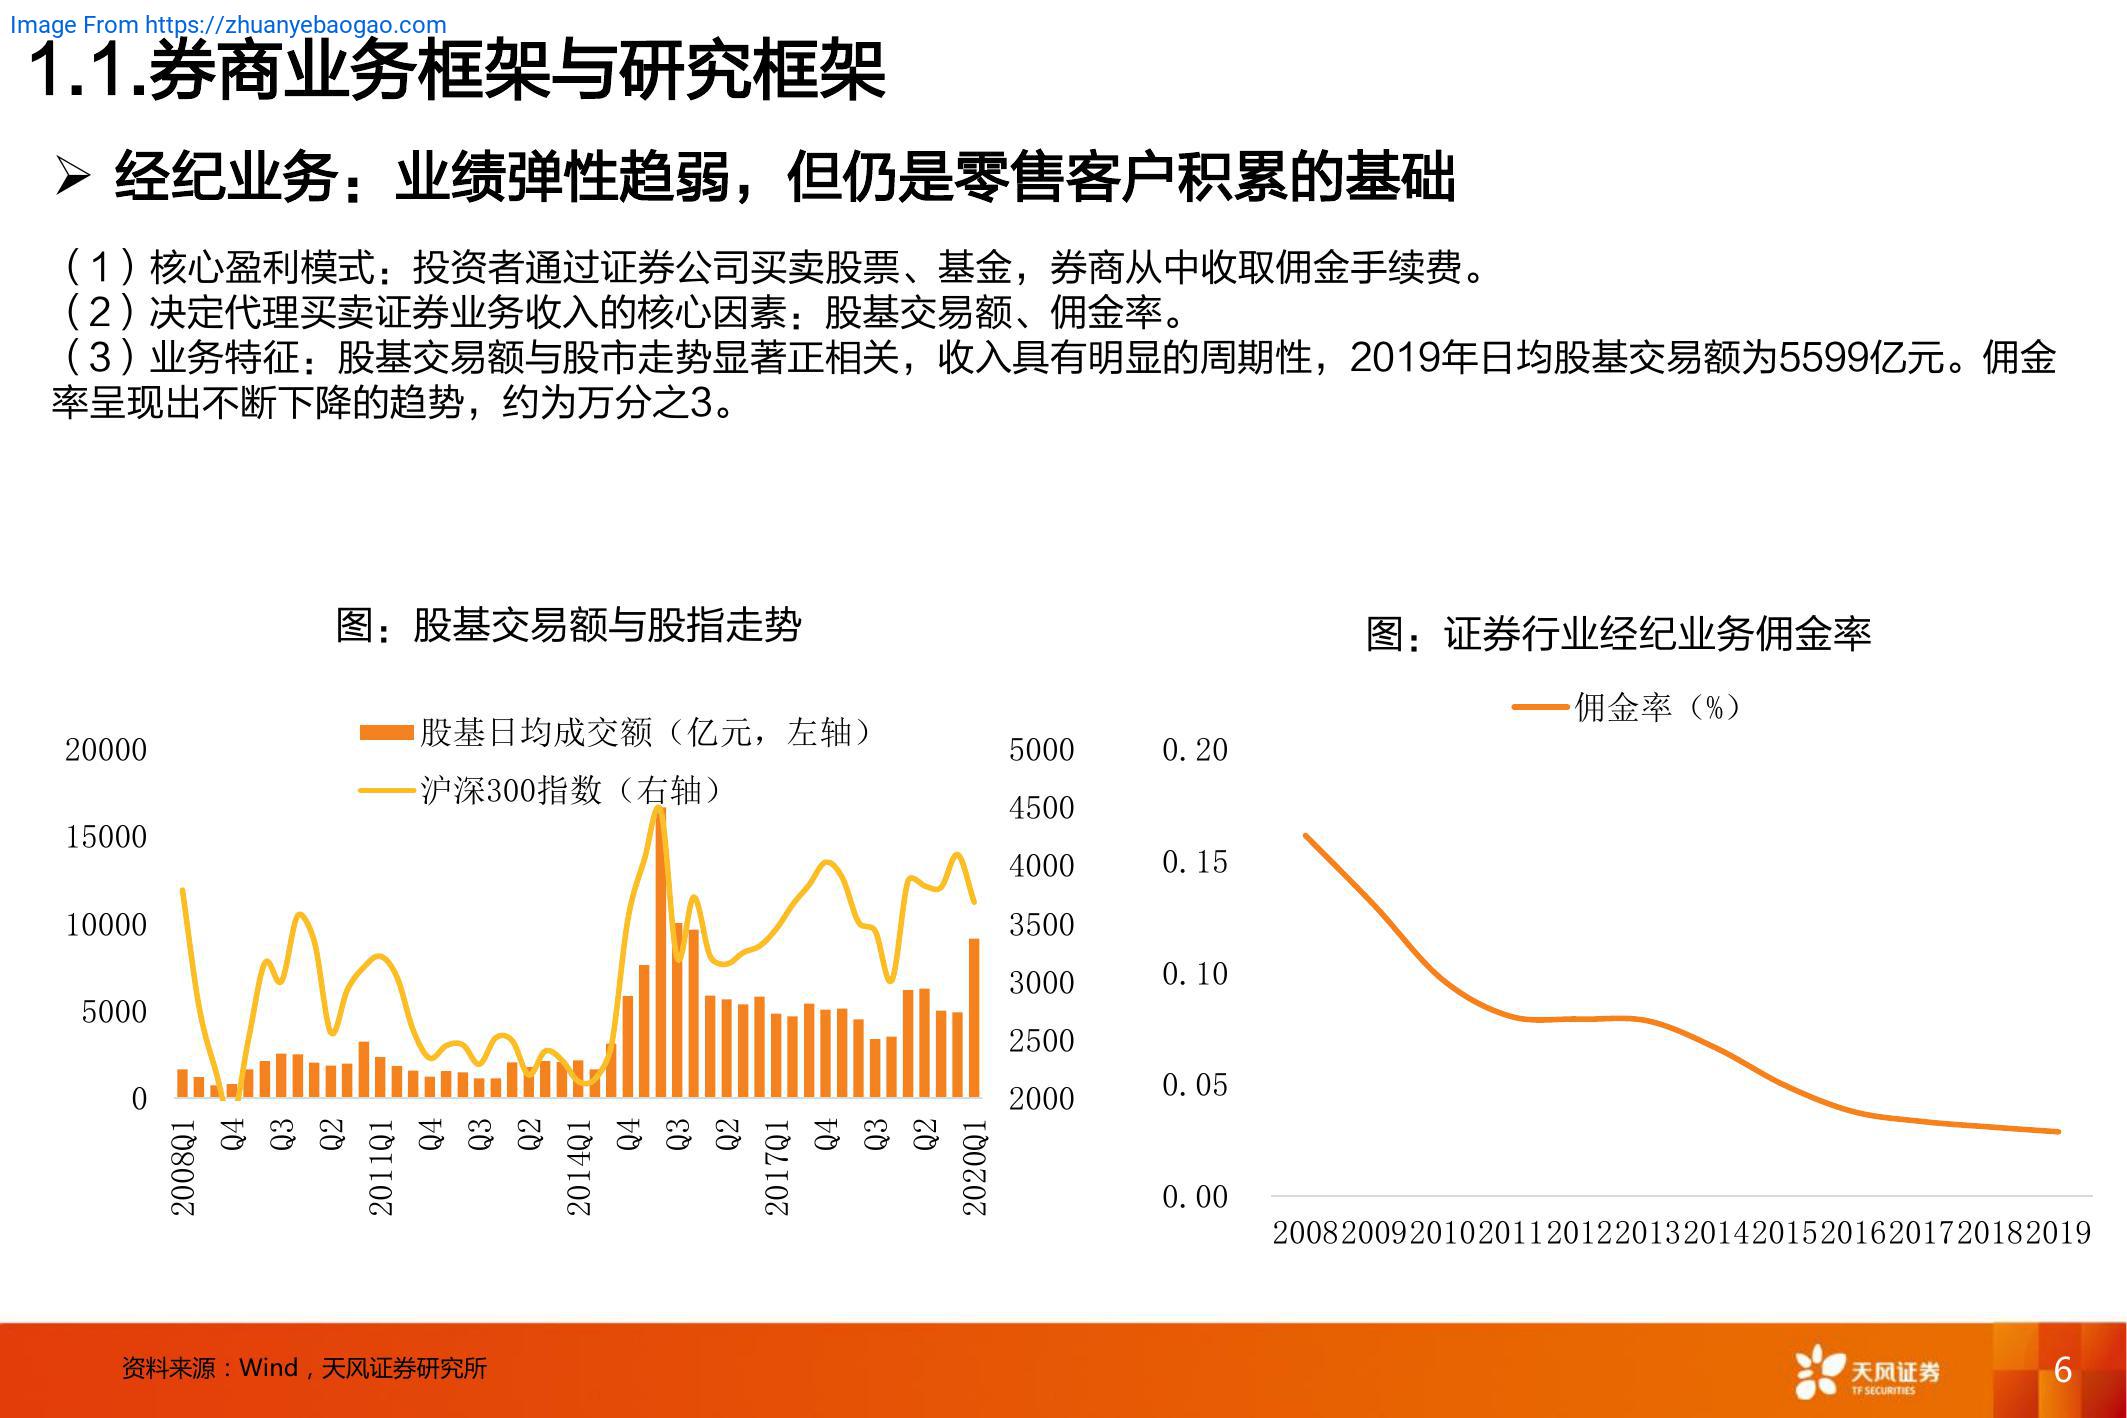 Image From https://zhuanyebaogao.com
1.1.券商业务框架与研究框架
➢ 经纪业务：业绩弹性趋弱，但仍是零售客户积累的基础
（1）核心盈利模式：投资者通过证券公司买卖股票、基金，券商从中收取佣金手续费。
（2）决定代理买卖证券业务收入的核心因素：股基交易额、佣金率。
（3）业务特征：股基交易额与股市走势显著正相关，收入具有明显的周期性，2019年日均股基交易额为5599亿元。佣金
率呈现出不断下降的趋势，约为万分之3。
图：股基交易额与股指走势
股基日均成交额（亿元，左轴）
沪深300指数（右轴）
20000
15000
10000
5000
0
5000
4500
4000
3500
3000
2500
2000
2008Q1 Q4 Q3 Q2 2011Q1 Q4 Q3 Q2 2014Q1 Q4 Q3 Q2 2017Q1 Q4 Q3 Q2 2020Q1
图：证券行业经纪业务佣金率
佣金率（%）
0.20
0.15
0.10
0.05
0.00
2008 2009 2010 2011 2012 2013 2014 2015 2016 2017 2018 2019
资料来源：Wind，天风证券研究所
天风证券
TF SECURITIES
6